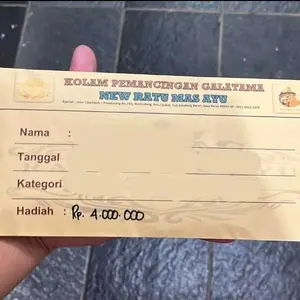 KOLAM PEMANCINGAN GALATAMA
NEW RATU MAS AYU
Nama :
Tanggal
Kategori
Hadiah : Rp. 4.000.000